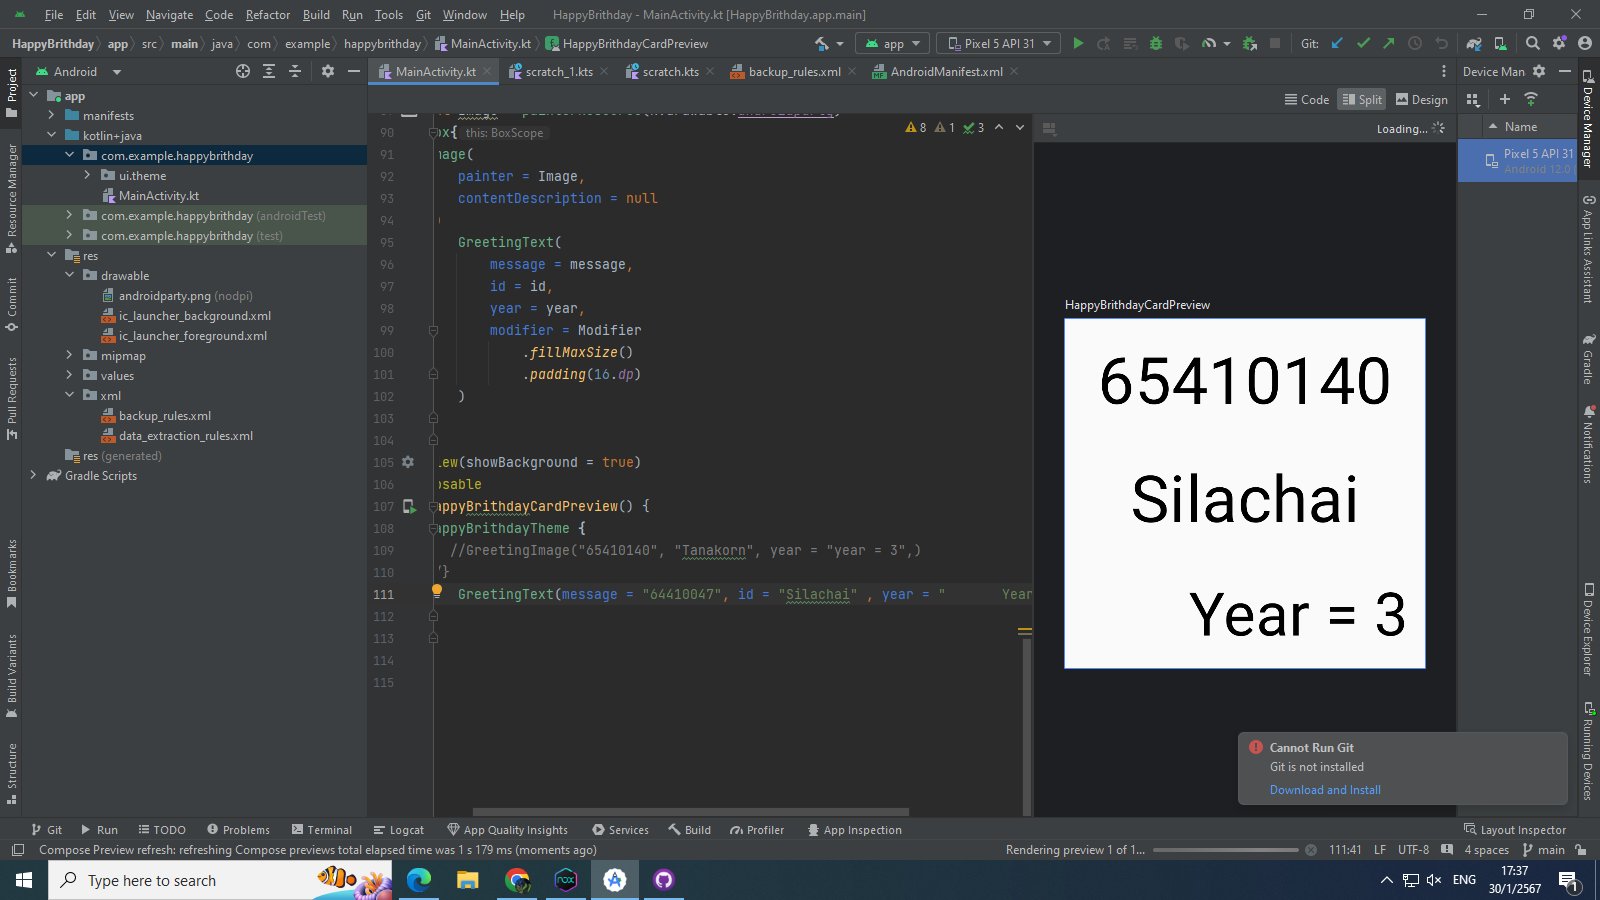 File Edit View Navigate Code Refactor Build Run Tools Git Window Help HappyBrithday - MainActivity.kt [HappyBrithday.app.main]
HappyBrithday app src main java com example happybrithday MainActivity.kt HappyBrithdayCardPreview app Pixel 5 API 31 Git:
Project
Resource Manager
Commit
Pull Requests
Bookmarks
Build Variants
Structure
Android
app
manifests
kotlin+java
com.example.happybrithday
ui.theme
MainActivity.kt
com.example.happybrithday (androidTest)
com.example.happybrithday (test)
res
drawable
androidparty.png (nodpi)
ic_launcher_background.xml
ic_launcher_foreground.xml
mipmap
values
xml
backup_rules.xml
data_extraction_rules.xml
res (generated)
Gradle Scripts
MainActivity.kt scratch_1.kts scratch.kts backup_rules.xml AndroidManifest.xml
Code Split Design
8 1 3
90 ox{ this: BoxScope
91 mage(
92 painter = Image,
93 contentDescription = null
94 )
95 GreetingText(
96 message = message,
97 id = id,
98 year = year,
99 modifier = Modifier
100 .fillMaxSize()
101 .padding(16.dp)
102 )
103
104
105 iew(showBackground = true)
106 osable
107 appyBrithdayCardPreview() {
108 appyBrithdayTheme {
109 //GreetingImage("65410140", "Tanakorn", year = "year = 3",)
110 /}
111 GreetingText(message = "64410047", id = "Silachai" , year = " Year
112
113
114
115
Loading...
HappyBrithdayCardPreview
65410140
Silachai
Year = 3
Device Man
Name
Pixel 5 API 31
Android 12.0
Device Manager
App Links Assistant
Gradle
Notifications
Device Explorer
Running Devices
Cannot Run Git
Git is not installed
Download and Install
Git Run TODO Problems Terminal Logcat App Quality Insights Services Build Profiler App Inspection Layout Inspector
Compose Preview refresh: refreshing Compose previews total elapsed time was 1 s 179 ms (moments ago) Rendering preview 1 of 1... 111:41 LF UTF-8 4 spaces main
Type here to search
ENG
17:37
30/1/2567
1